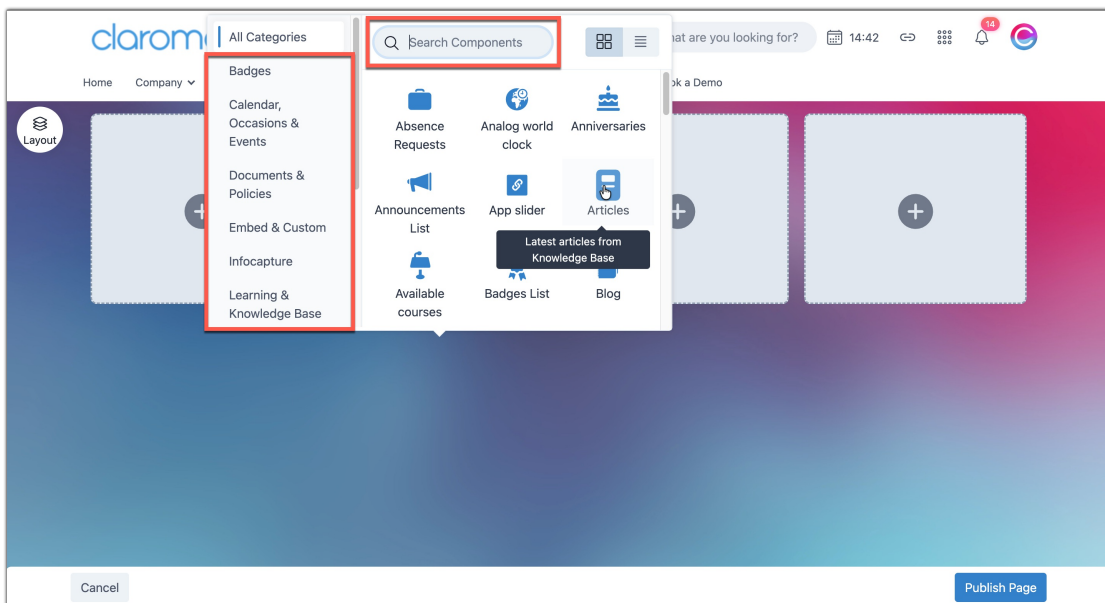 clarom
All Categories
Search Components
at are you looking for?
14:42
14
Home
Company
ok a Demo
Layout
Badges
Calendar,
Occasions &
Events
Documents &
Policies
Embed & Custom
Infocapture
Learning &
Knowledge Base
Absence
Requests
Analog world
clock
Anniversaries
Announcements
List
App slider
Articles
Latest articles from
Knowledge Base
Available
courses
Badges List
Blog
Cancel
Publish Page